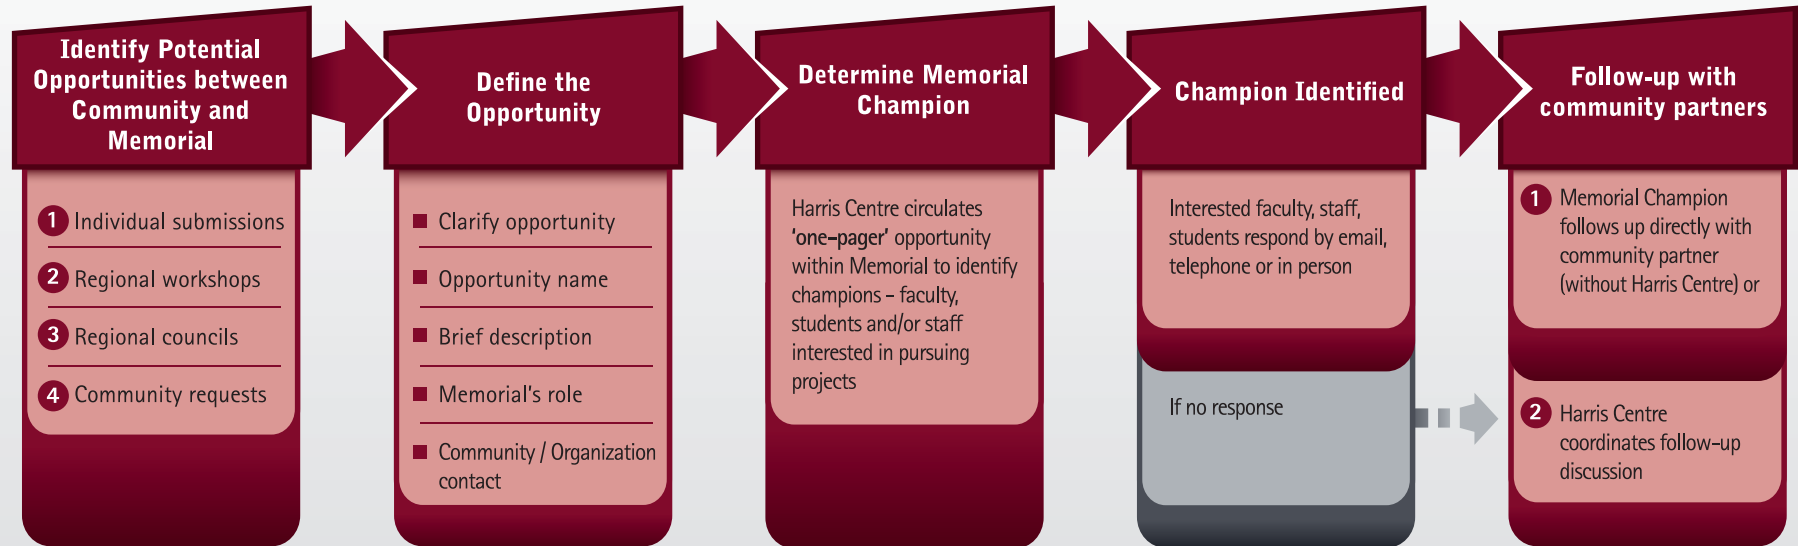 Identify Potential
Opportunities between
Community and
Memorial
1 Individual submissions
2 Regional workshops
3 Regional councils
4 Community requests
Define the
Opportunity
Clarify opportunity
Opportunity name
Brief description
Memorial's role
Community / Organization
contact
Determine Memorial
Champion
Harris Centre circulates
'one-pager' opportunity
within Memorial to identify
champions - faculty,
students and/or staff
interested in pursuing
projects
Champion Identified
Interested faculty, staff,
students respond by email,
telephone or in person
If no response
Follow-up with
community partners
1 Memorial Champion
follows up directly with
community partner
(without Harris Centre) or
2 Harris Centre
coordinates follow-up
discussion